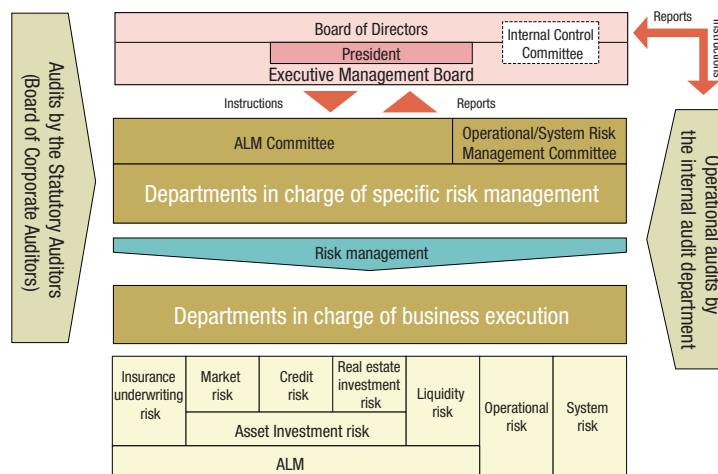 Board of Directors
Internal Control
Committee
President
Executive Management Board
Reports
Instructions
Instructions
Reports
Audits by the Statutory Auditors
(Board of Corporate Auditors)
ALM Committee
Operational/System Risk
Management Committee
Departments in charge of specific risk management
Operational audits by
the internal audit department
Risk management
Departments in charge of business execution
Insurance
underwriting
risk
Market
risk
Credit
risk
Real estate
investment
risk
Liquidity
risk
Operational
risk
System
risk
Asset Investment risk
ALM